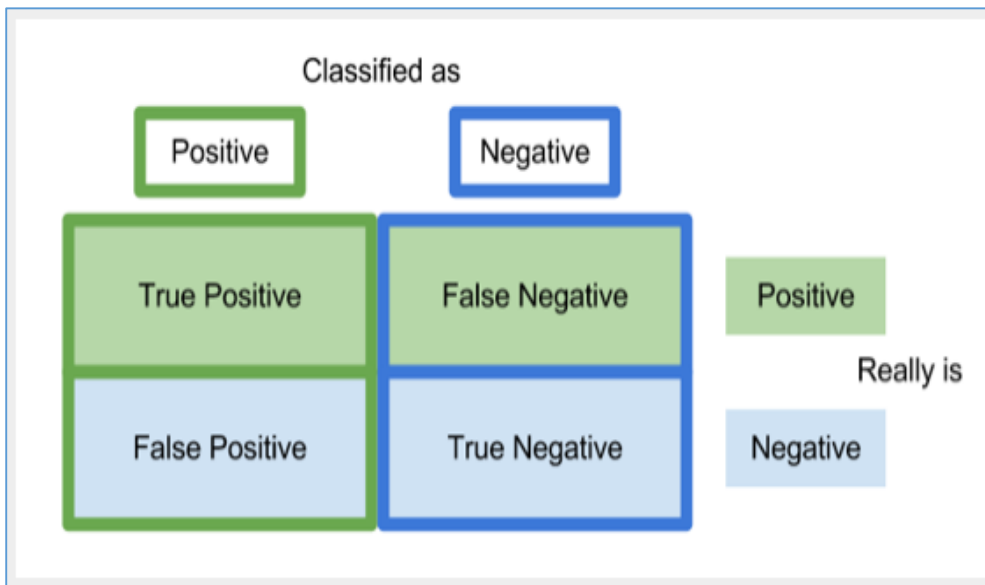 Classified as
Positive Negative
True Positive False Negative Positive
Really is
False Positive True Negative Negative